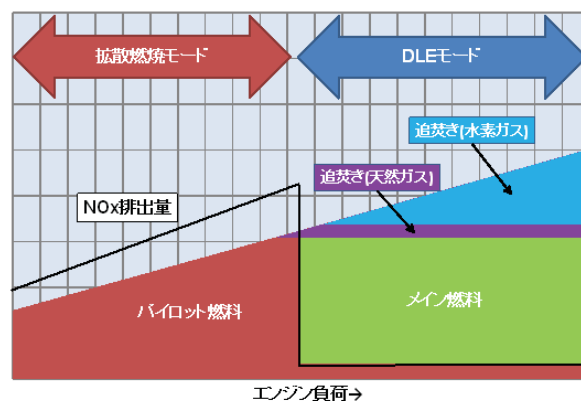 拡散燃焼モード
DLEモード
追焚き(水素ガス)
追焚き(天然ガス)
NOx排出量
パイロット燃料
メイン燃料
エンジン負荷→